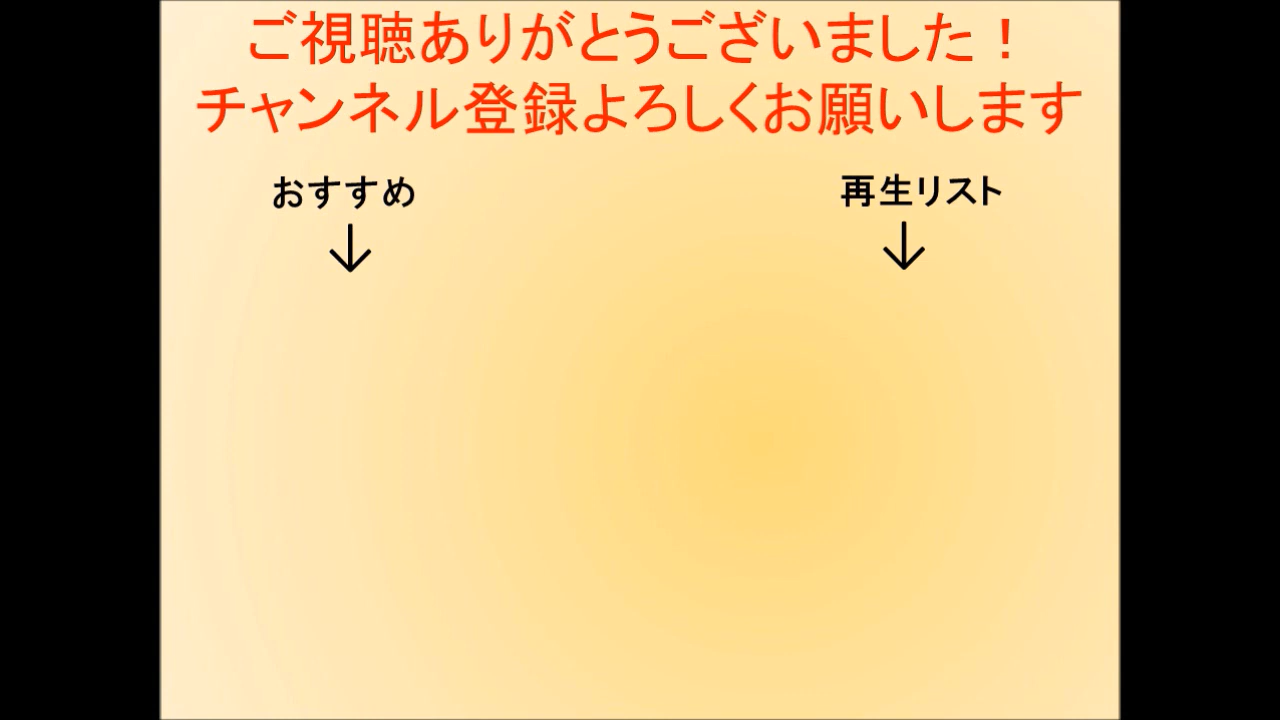 ご視聴ありがとうございました！
チャンネル登録よろしくお願いします
おすすめ
↓
再生リスト
↓